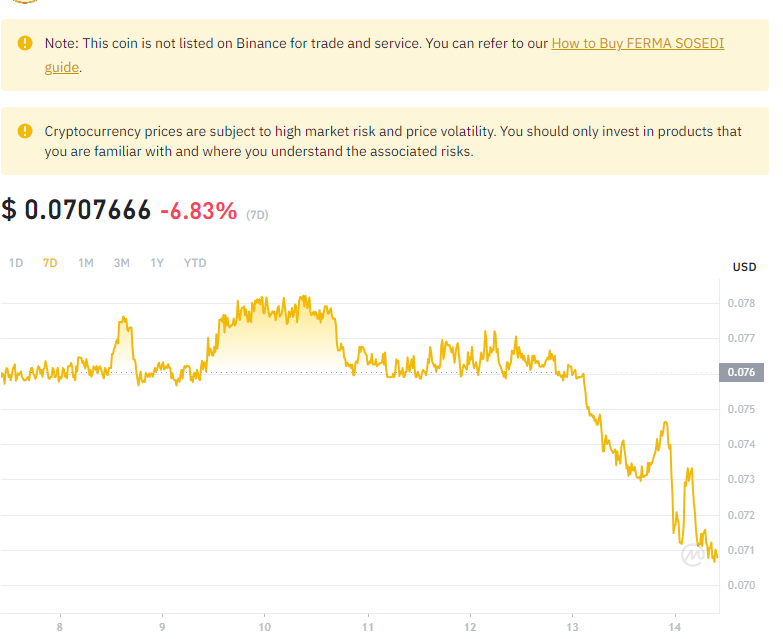 Note: This coin is not listed on Binance for trade and service. You can refer to our How to Buy FERMA SOSEDI
guide.
Cryptocurrency prices are subject to high market risk and price volatility. You should only invest in products that
you are familiar with and where you understand the associated risks.
$ 0.0707666 -6.83% (7D)
1D 7D 1M 3M 1Y YTD
USD
0.078
0.077
0.076
0.075
0.074
0.073
0.072
0.071
0.070
8 9 10 11 12 13 14